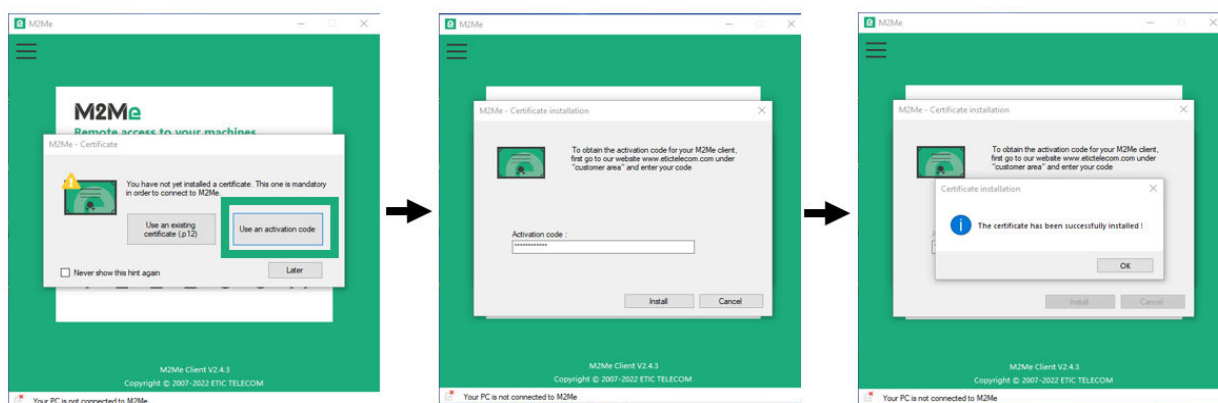 M2Me
M2Me
Remote access to your machines
M2Me - Certificate
You have not yet installed a certificate. This one is mandatory
in order to connect to M2Me.
Use an existing
certificate (.p12)
Use an activation code
Never show this hint again
Later
M2Me Client V2.4.3
Copyright © 2007-2022 ETIC TELECOM
Your PC is not connected to M2Me
M2Me
M2Me - Certificate installation
To obtain the activation code for your M2Me client,
first go to our website www.etictelecom.com under
"customer area" and enter your code
Activation code :
************
Install
Cancel
M2Me Client V2.4.3
Copyright © 2007-2022 ETIC TELECOM
Your PC is not connected to M2Me
M2Me
M2Me - Certificate installation
To obtain the activation code for your M2Me client,
first go to our website www.etictelecom.com under
"customer area" and enter your code
Certificate installation
The certificate has been successfully installed !
OK
Install
Cancel
M2Me Client V2.4.3
Copyright © 2007-2022 ETIC TELECOM
Your PC is not connected to M2Me